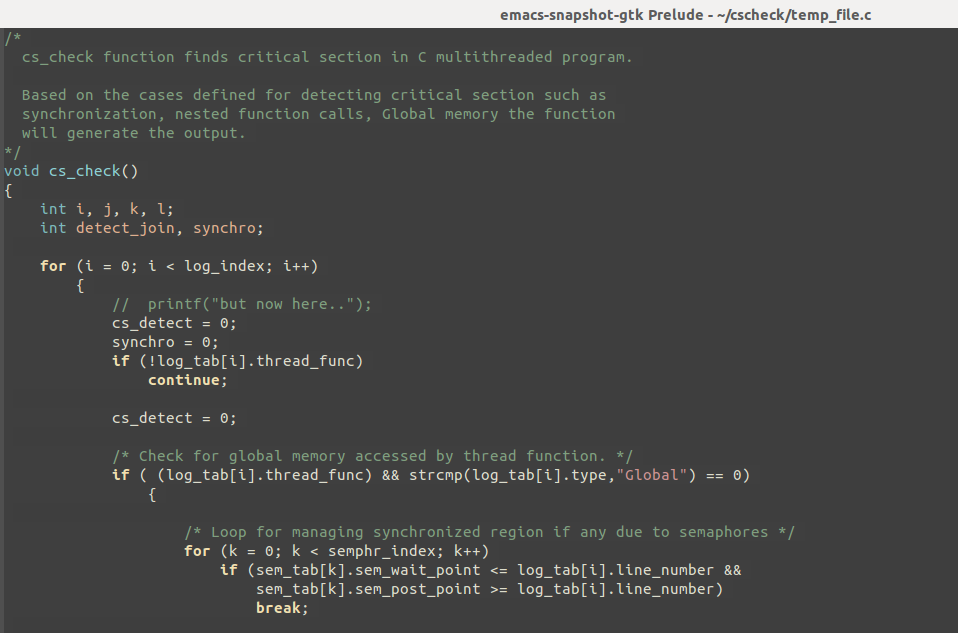 emacs-snapshot-gtk Prelude - ~/cscheck/temp_file.c
/*
  cs_check function finds critical section in C multithreaded program.

  Based on the cases defined for detecting critical section such as
  synchronization, nested function calls, Global memory the function
  will generate the output.
*/
void cs_check()
{
    int i, j, k, l;
    int detect_join, synchro;

    for (i = 0; i < log_index; i++)
        {
            //  printf("but now here..");
            cs_detect = 0;
            synchro = 0;
            if (!log_tab[i].thread_func)
                continue;

            cs_detect = 0;

            /* Check for global memory accessed by thread function. */
            if ( (log_tab[i].thread_func) && strcmp(log_tab[i].type,"Global") == 0)
                {

                    /* Loop for managing synchronized region if any due to semaphores */
                    for (k = 0; k < semphr_index; k++)
                        if (sem_tab[k].sem_wait_point <= log_tab[i].line_number &&
                            sem_tab[k].sem_post_point >= log_tab[i].line_number)
                            break;